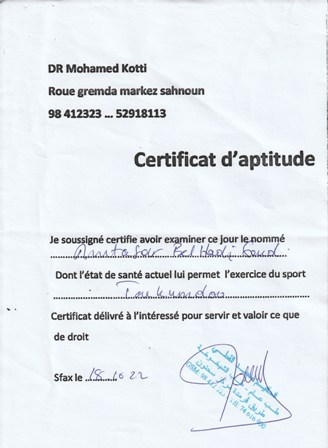 DR Mohamed Kotti
Roue gremda markez sahnoun
98 412323 ... 52918113
Certificat d'aptitude
Je soussigné certifie avoir examiner ce jour le nommé
BelHadj
Dont l'état de santé actuel lui permet l'exercice du sport
Certificat délivré à l'intéressé pour servir et valoir ce que
de droit
Sfax le 18.10.22